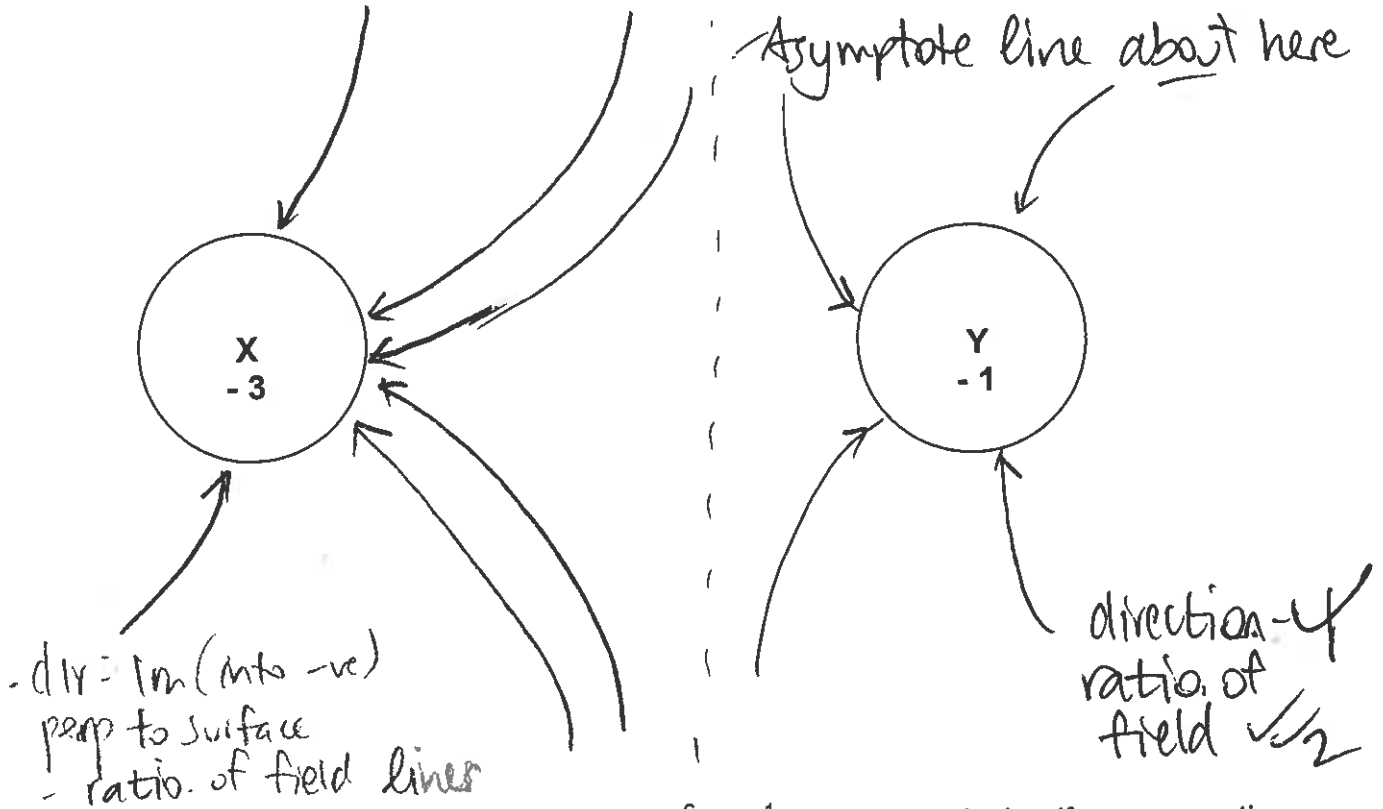 Asymptote line about here
X
- 3
Y
- 1
- dir = 1m (into -ve)
perp to surface
- ratio of field lines
direction -
ratio of
field ✓✓2